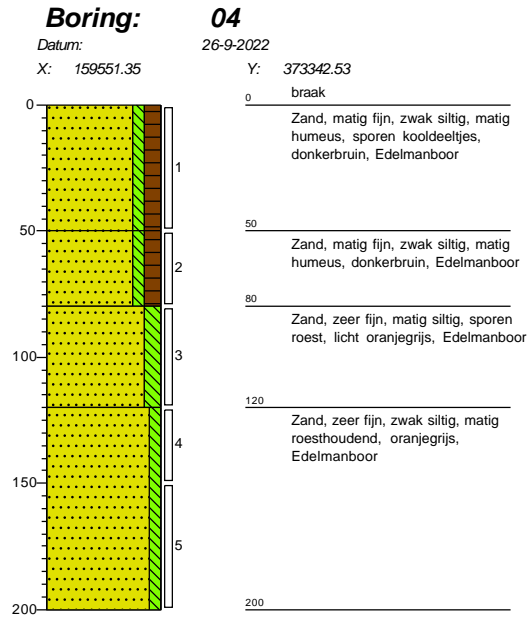 Boring: 04
Datum: 26-9-2022
X: 159551.35 Y: 373342.53
0
50
100
150
200
1
2
3
4
5
0
braak
Zand, matig fijn, zwak siltig, matig
humeus, sporen kooldeeltjes,
donkerbruin, Edelmanboor
50
Zand, matig fijn, zwak siltig, matig
humeus, donkerbruin, Edelmanboor
80
Zand, zeer fijn, matig siltig, sporen
roest, licht oranjegrijs, Edelmanboor
120
Zand, zeer fijn, zwak siltig, matig
roesthoudend, oranjegrijs,
Edelmanboor
200